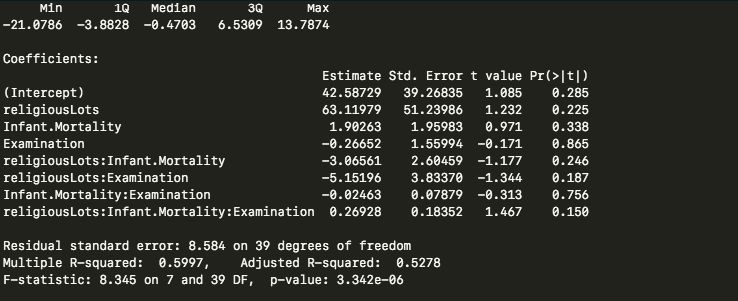 Min 1Q Median 3Q Max
-21.0786 -3.8828 -0.4703 6.5309 13.7874
Coefficients:
Estimate Std. Error t value Pr(>|t|)
(Intercept) 42.58729 39.26835 1.085 0.285
religiousLots 63.11979 51.23986 1.232 0.225
Infant.Mortality 1.90263 1.95983 0.971 0.338
Examination -0.26652 1.55994 -0.171 0.865
religiousLots:Infant.Mortality -3.06561 2.60459 -1.177 0.246
religiousLots:Examination -5.15196 3.83370 -1.344 0.187
Infant.Mortality:Examination -0.02463 0.07879 -0.313 0.756
religiousLots:Infant.Mortality:Examination 0.26928 0.18352 1.467 0.150
Residual standard error: 8.584 on 39 degrees of freedom
Multiple R-squared: 0.5997, Adjusted R-squared: 0.5278
F-statistic: 8.345 on 7 and 39 DF, p-value: 3.342e-06